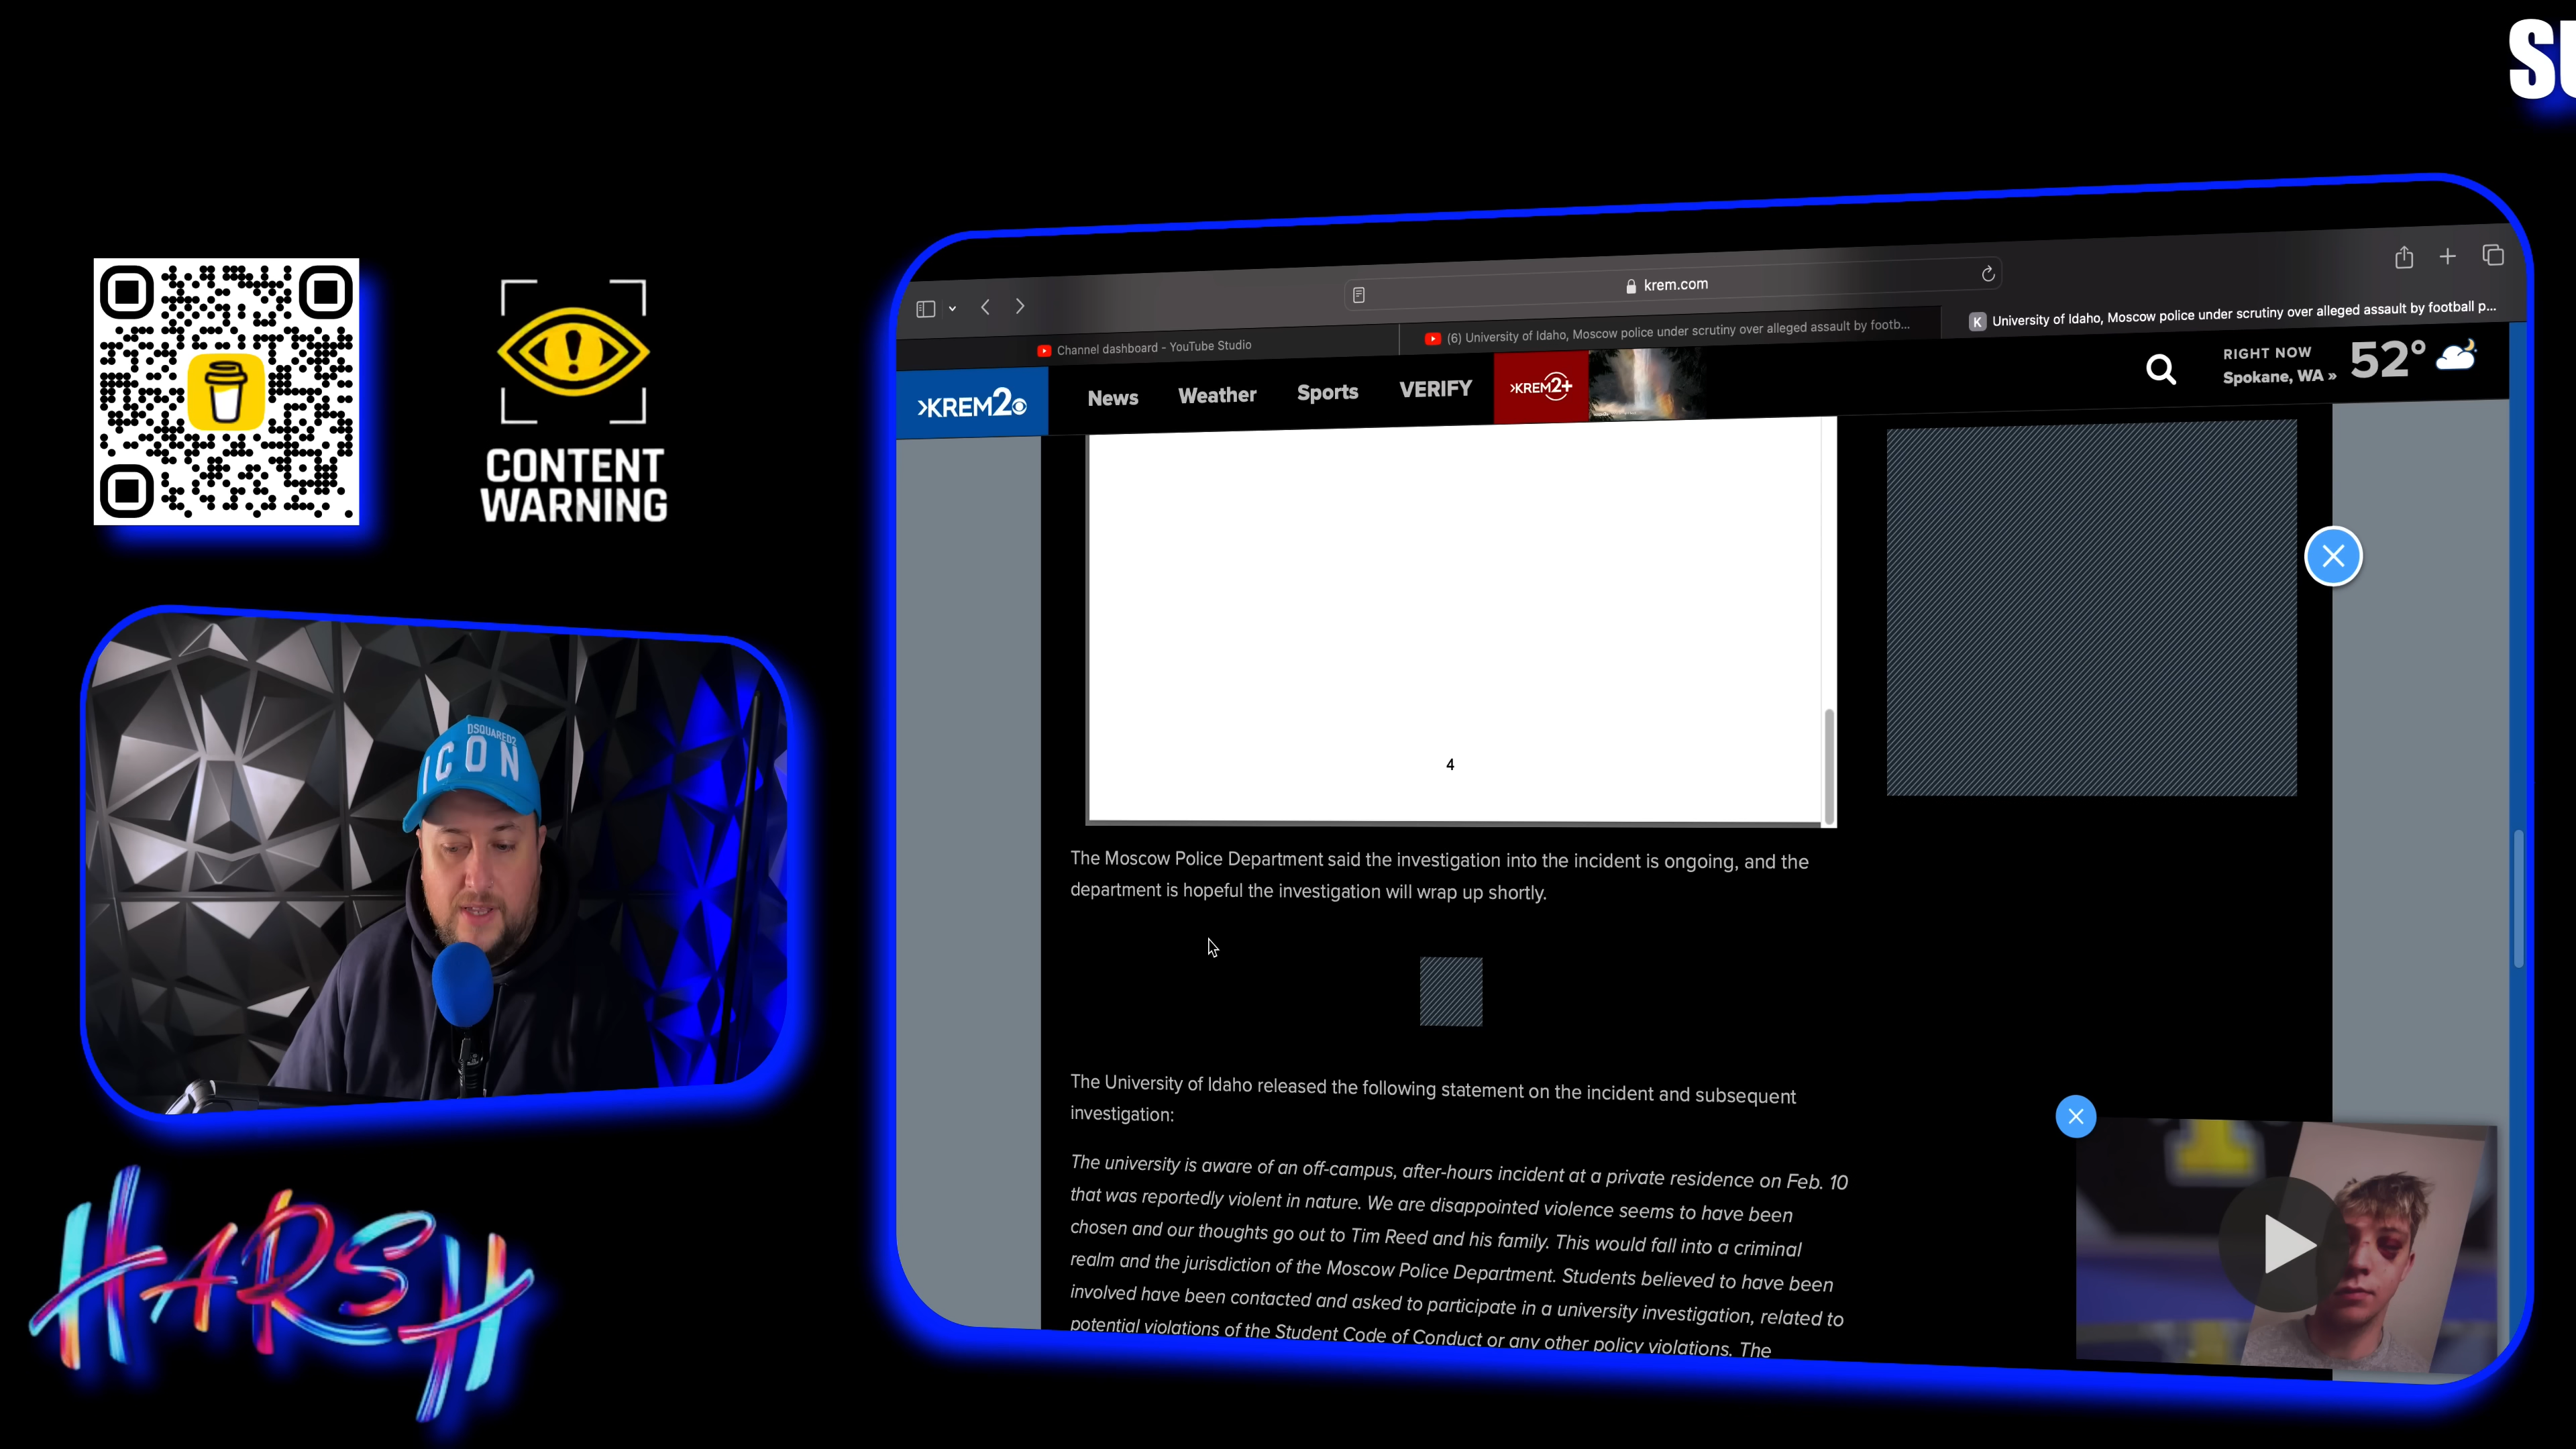 SU
CONTENT
WARNING
DSQUARED2
ICON
HARSH
krem.com
Channel dashboard - YouTube Studio
(6) University of Idaho, Moscow police under scrutiny over alleged assault by footb...
K University of Idaho, Moscow police under scrutiny over alleged assault by football p...
KREM2
News
Weather
Sports
VERIFY
KREM2+
RIGHT NOW
Spokane, WA »
52°
4
The Moscow Police Department said the investigation into the incident is ongoing, and the
department is hopeful the investigation will wrap up shortly.
The University of Idaho released the following statement on the incident and subsequent
investigation:
The university is aware of an off-campus, after-hours incident at a private residence on Feb. 10
that was reportedly violent in nature. We are disappointed violence seems to have been
chosen and our thoughts go out to Tim Reed and his family. This would fall into a criminal
realm and the jurisdiction of the Moscow Police Department. Students believed to have been
involved have been contacted and asked to participate in a university investigation, related to
potential violations of the Student Code of Conduct or any other policy violations. The